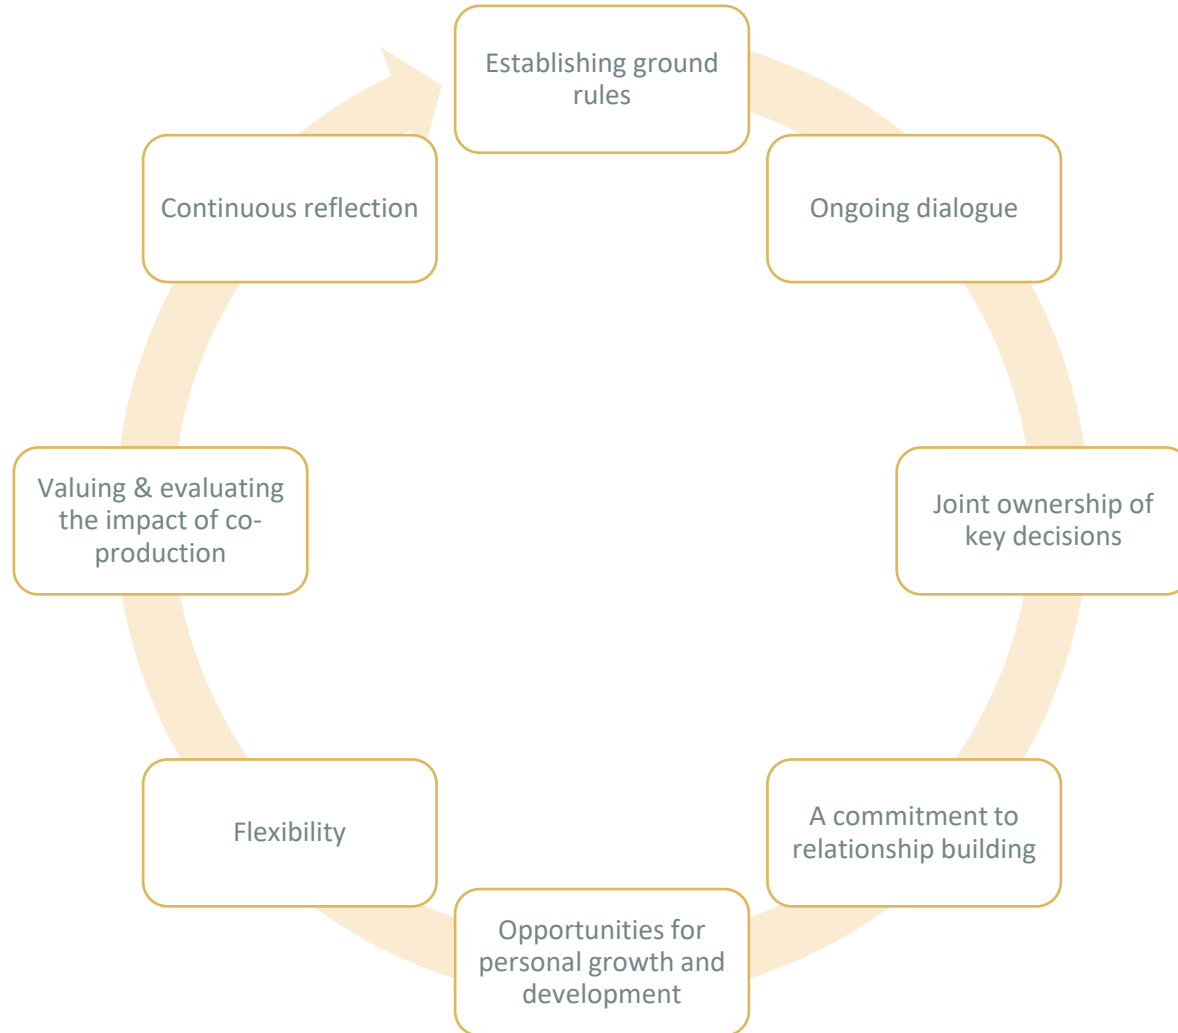 Establishing ground
rules
Ongoing dialogue
Joint ownership of
key decisions
A commitment to
relationship building
Opportunities for
personal growth and
development
Flexibility
Valuing & evaluating
the impact of co-
production
Continuous reflection